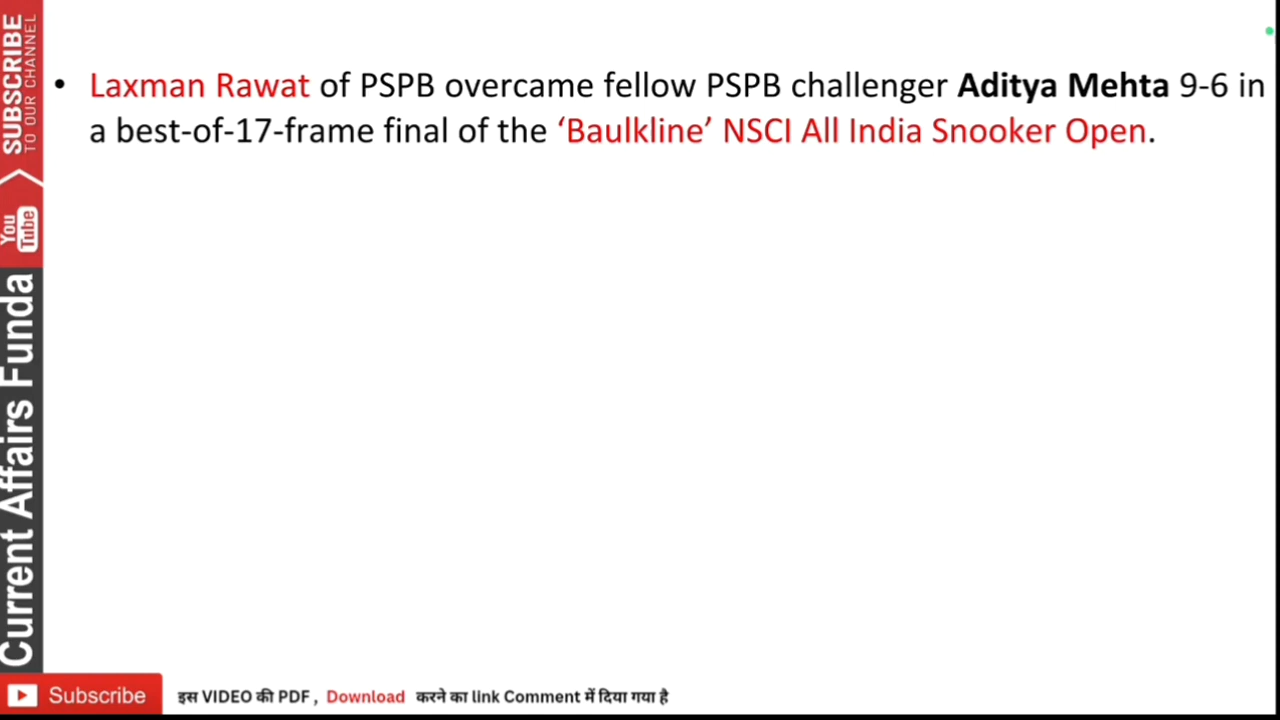 • Laxman Rawat of PSPB overcame fellow PSPB challenger Aditya Mehta 9-6 in
a best-of-17-frame final of the ‘Baulkline’ NSCI All India Snooker Open.
SUBSCRIBE
TO OUR CHANNEL
You
Tube
Current Affairs Funda
Subscribe
इस VIDEO की PDF , Download करने का link Comment में दिया गया है